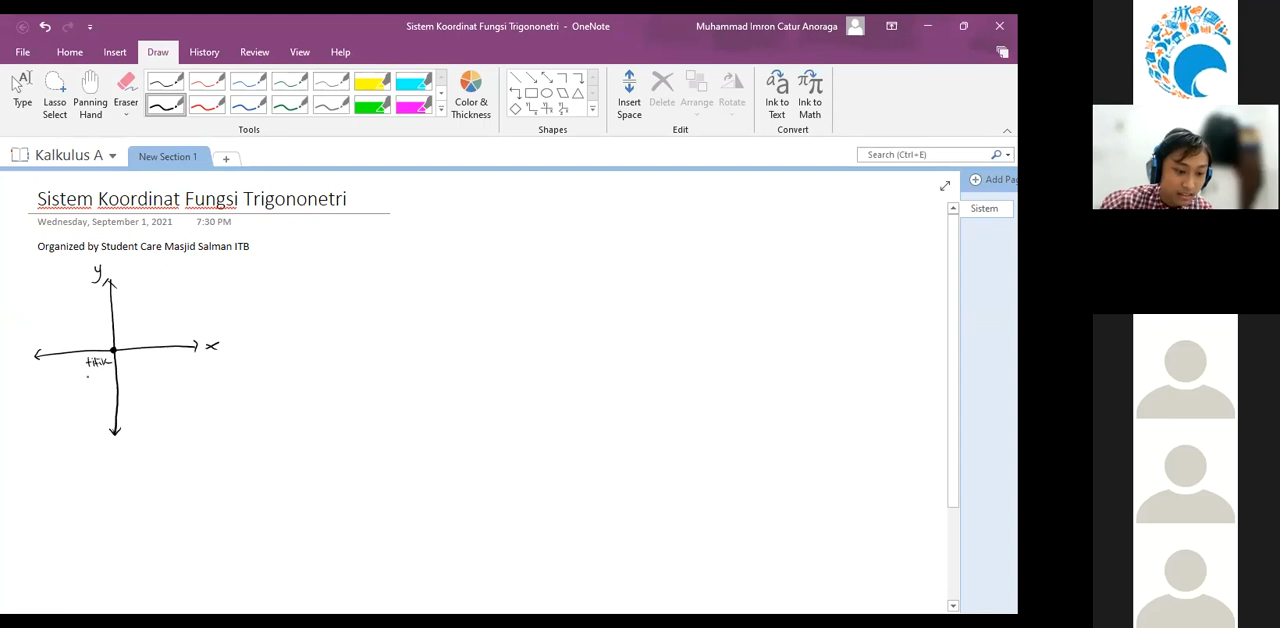 Sistem Koordinat Fungsi Trigononetri - OneNote
Muhammad Imron Catur Anoraga
File Home Insert Draw History Review View Help
Type
Lasso Select
Panning Hand
Eraser
Color & Thickness
Insert Space
Delete
Arrange
Rotate
Ink to Text
Ink to Math
Tools Shapes Edit Convert
Kalkulus A
New Section 1
Search (Ctrl+E)
Add Pag
Sistem
Sistem Koordinat Fungsi Trigononetri
Wednesday, September 1, 2021 7:30 PM
Organized by Student Care Masjid Salman ITB
y
x
titik